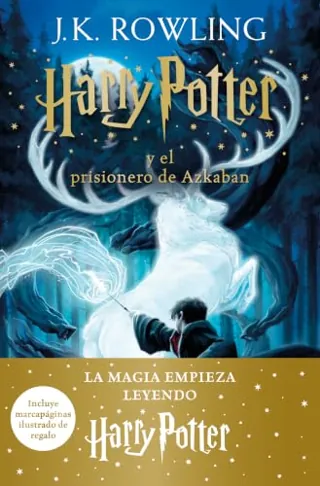 J.K. ROWLING
Harry Potter
y el
prisionero de Azkaban
LA MAGIA EMPIEZA
LEYENDO
Harry Potter
Incluye
marcapáginas
ilustrado de
regalo